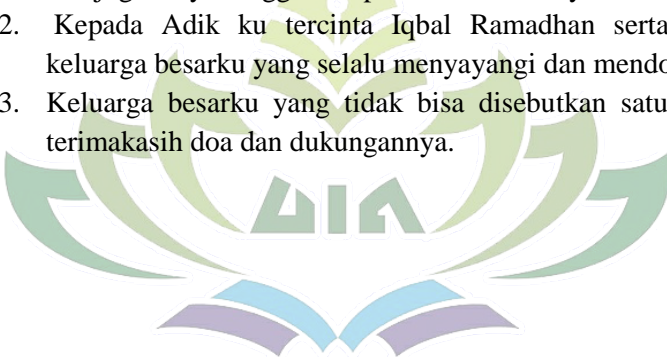 2. Kepada Adik ku tercinta Iqbal Ramadhan serta
keluarga besarku yang selalu menyayangi dan mendo
3. Keluarga besarku yang tidak bisa disebutkan satu
terimakasih doa dan dukungannya.
UIN